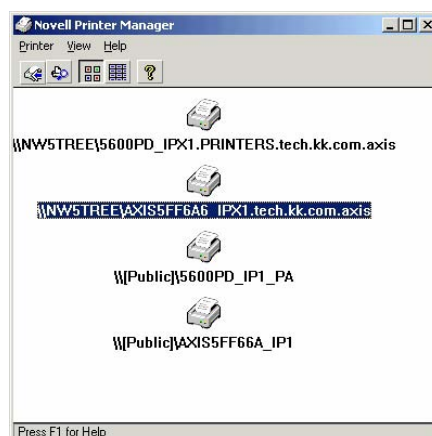 Novell Printer Manager
Printer View Help
\\NW5TREE\5600PD_IPX1.PRINTERS.tech.kk.com.axis
\\NW5TREE\AXIS5FF6A6_IPX1.tech.kk.com.axis
\\[Public]\5600PD_IP1_PA
\\[Public]\AXIS5FF66A_IP1
Press F1 for Help